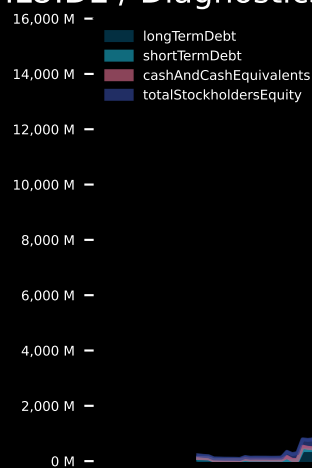 / Diagnostics
16,000 M
longTermDebt
shortTermDebt
14,000 M
cashAndCashEquivalents
totalStockholdersEquity
12,000 M
10,000 M
8,000 M
6,000 M
4,000 M
2,000 M
0 M